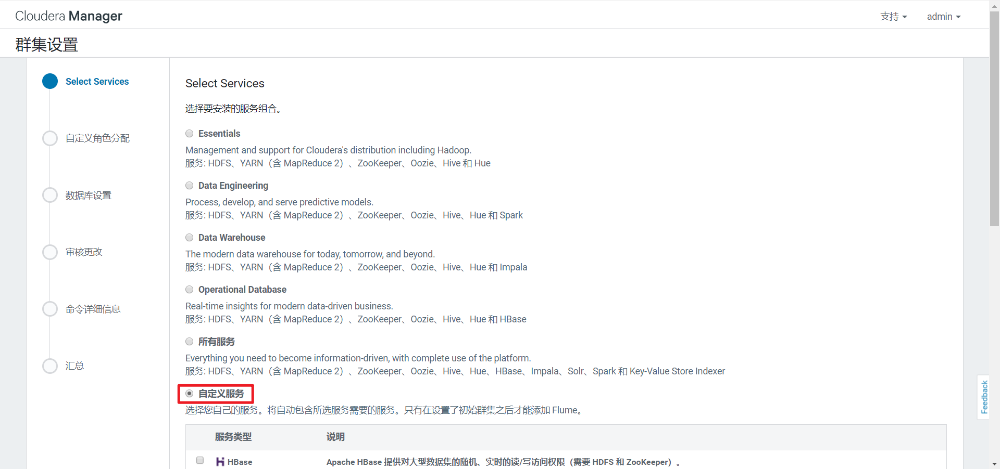 Cloudera Manager
支持
admin
群集设置
Select Services
自定义角色分配
数据库设置
审核更改
命令详细信息
汇总
Select Services
选择要安装的服务组合。
Essentials
Management and support for Cloudera's distribution including Hadoop.
服务: HDFS、YARN（含 MapReduce 2）、ZooKeeper、Oozie、Hive 和 Hue
Data Engineering
Process, develop, and serve predictive models.
服务: HDFS、YARN（含 MapReduce 2）、ZooKeeper、Oozie、Hive、Hue 和 Spark
Data Warehouse
The modern data warehouse for today, tomorrow, and beyond.
服务: HDFS、YARN（含 MapReduce 2）、ZooKeeper、Oozie、Hive、Hue 和 Impala
Operational Database
Real-time insights for modern data-driven business.
服务: HDFS、YARN（含 MapReduce 2）、ZooKeeper、Oozie、Hive、Hue 和 HBase
所有服务
Everything you need to become information-driven, with complete use of the platform.
服务: HDFS、YARN（含 MapReduce 2）、ZooKeeper、Oozie、Hive、Hue、HBase、Impala、Solr、Spark 和 Key-Value Store Indexer
自定义服务
选择您自己的服务。将自动包含所选服务需要的服务。只有在设置了初始群集之后才能添加 Flume。
服务类型 说明
HBase Apache HBase 提供对大型数据集的随机、实时的读/写访问权限（需要 HDFS 和 ZooKeeper）。
Feedback